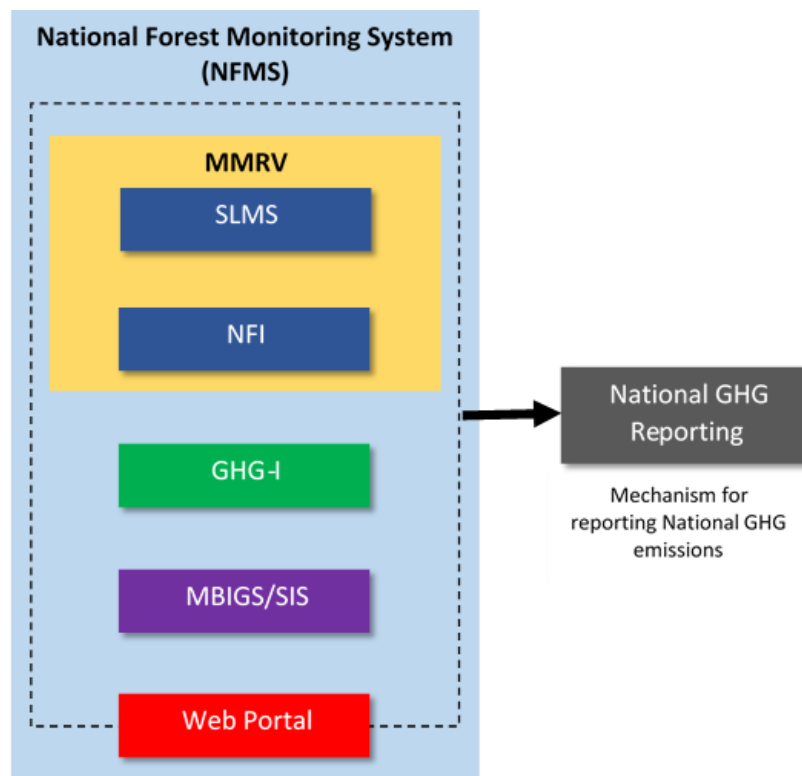 National Forest Monitoring System
(NFMS)
MMRV
SLMS
NFI
GHG-I
MBIGS/SIS
Web Portal
National GHG
Reporting
Mechanism for
reporting National GHG
emissions